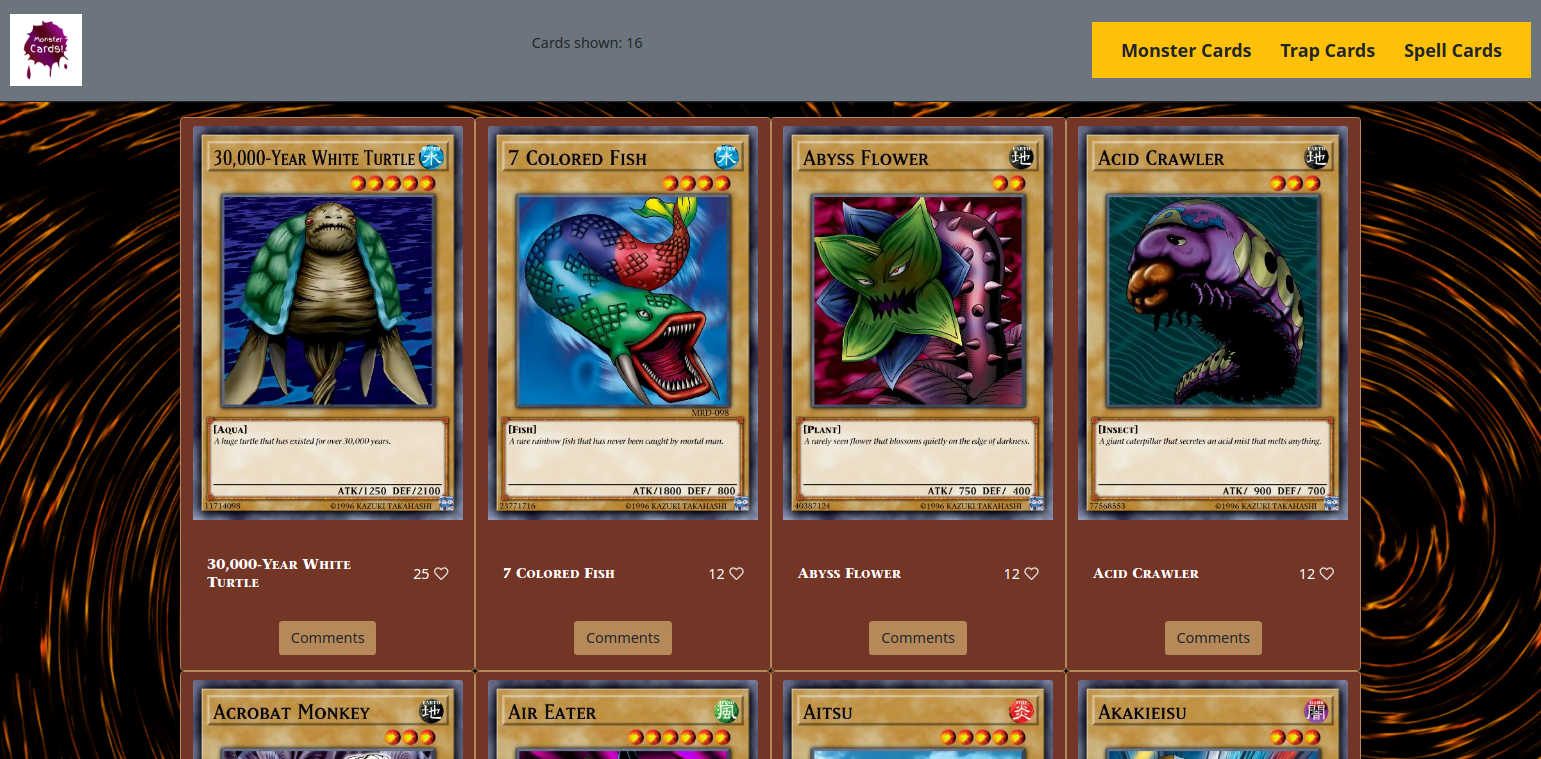 Monster
Cards!
Cards shown: 16
Monster Cards
Trap Cards
Spell Cards
30,000-Year White Turtle
WATER
水
[Aqua]
A huge turtle that has existed for over 30,000 years.
ATK/1250 DEF/2100
11714098
©1996 KAZUKI TAKAHASHI
7 Colored Fish
WATER
水
MRD-098
[Fish]
A rare rainbow fish that has never been caught by mortal man.
ATK/1800 DEF/ 800
23771716
©1996 KAZUKI TAKAHASHI
Abyss Flower
EARTH
地
[Plant]
A rarely seen flower that blossoms quietly on the edge of darkness.
ATK/ 750 DEF/ 400
40387124
©1996 KAZUKI TAKAHASHI
Acid Crawler
EARTH
地
[Insect]
A giant caterpillar that secretes an acid mist that melts anything.
ATK/ 900 DEF/ 700
77568553
©1996 KAZUKI TAKAHASHI
30,000-Year White
Turtle
25
7 Colored Fish
12
Abyss Flower
12
Acid Crawler
12
Comments
Comments
Comments
Comments
Acrobat Monkey
EARTH
地
Air Eater
WIND
風
Aitsu
FIRE
炎
Akakieisu
DARK
闇